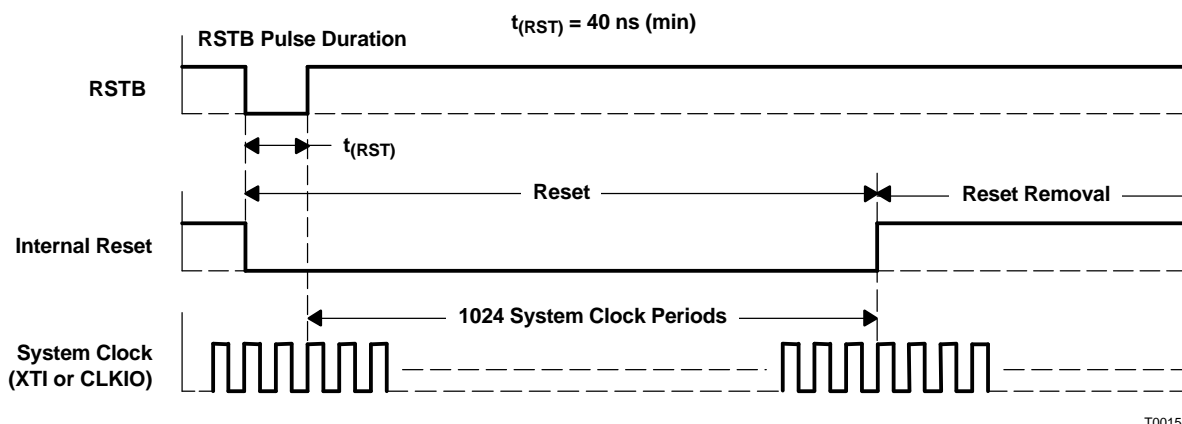 t(RST) = 40 ns (min)
RSTB Pulse Duration
RSTB
t(RST)
Reset
Reset Removal
Internal Reset
1024 System Clock Periods
System Clock
(XTI or CLKIO)
T0015